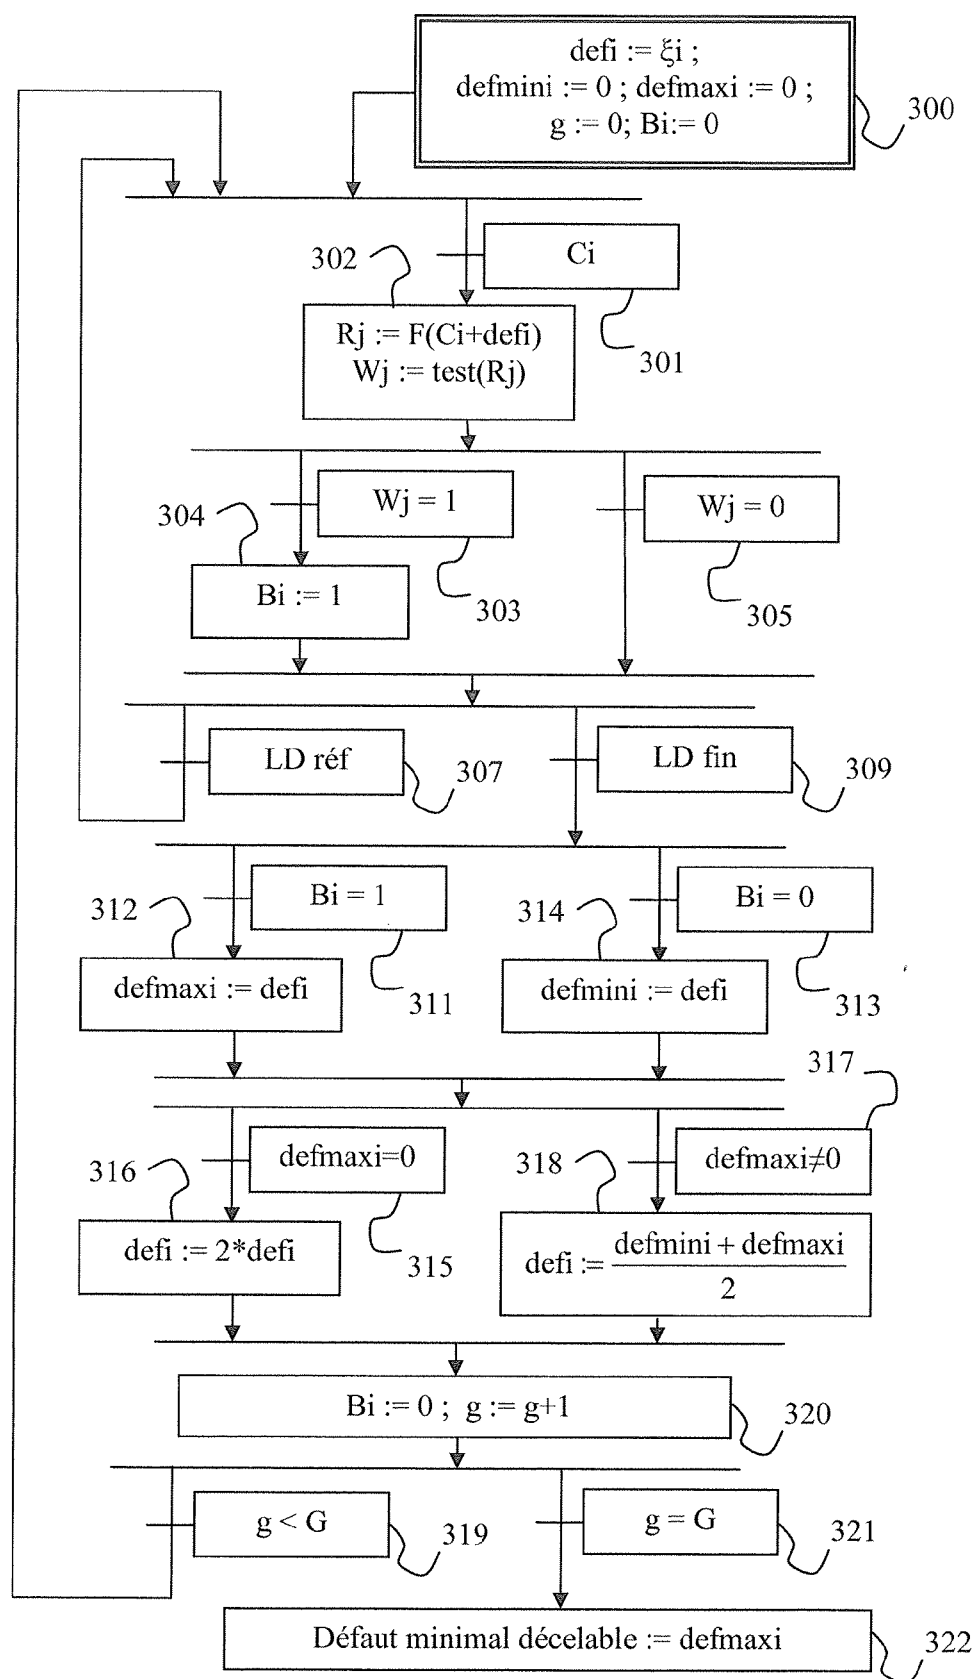 defi := ξi ;
defmini := 0 ; defmaxi := 0 ;
g := 0; Bi:= 0
300
Ci
301
302
Rj := F(Ci+defi)
Wj := test(Rj)
Wj = 1
303
304
Bi := 1
Wj = 0
305
LD réf
307
LD fin
309
Bi = 1
311
312
defmaxi := defi
Bi = 0
313
314
defmini := defi
defmaxi=0
315
316
defi := 2*defi
317
defmaxi≠0
318
defi := (defmini + defmaxi)/2
Bi := 0 ; g := g+1
320
g < G
319
g = G
321
Défaut minimal décelable := defmaxi
322